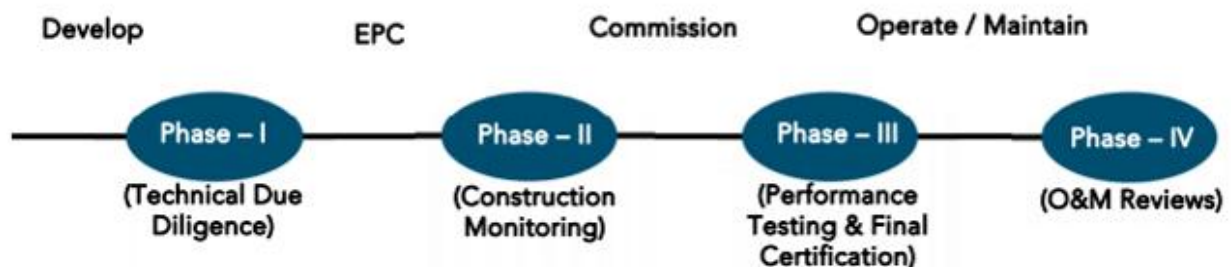 Develop
EPC
Commission
Operate / Maintain
Phase – I
Phase – II
Phase – III
Phase – IV
(Technical Due
Diligence)
(Construction
Monitoring)
(Performance
Testing & Final
Certification)
(O&M Reviews)